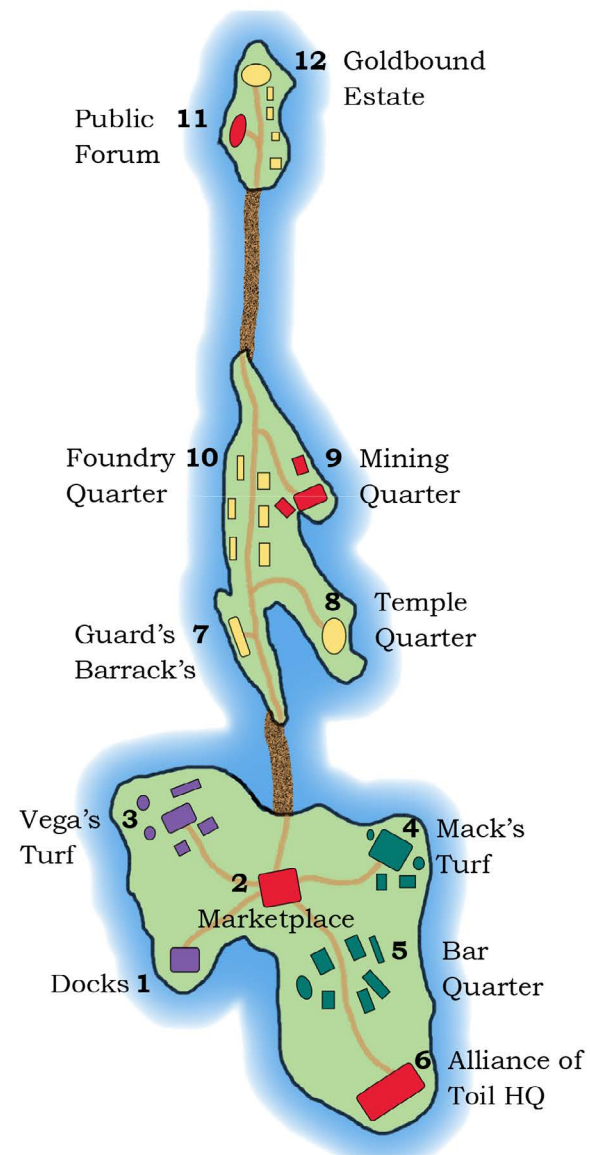 12 Goldbound
Estate
Public 11
Forum
Foundry 10
Quarter
9 Mining
Quarter
8 Temple
Quarter
Guard's 7
Barrack's
Vega's 3
Turf
4 Mack's
Turf
2
Marketplace
5 Bar
Quarter
Docks 1
6 Alliance of
Toil HQ